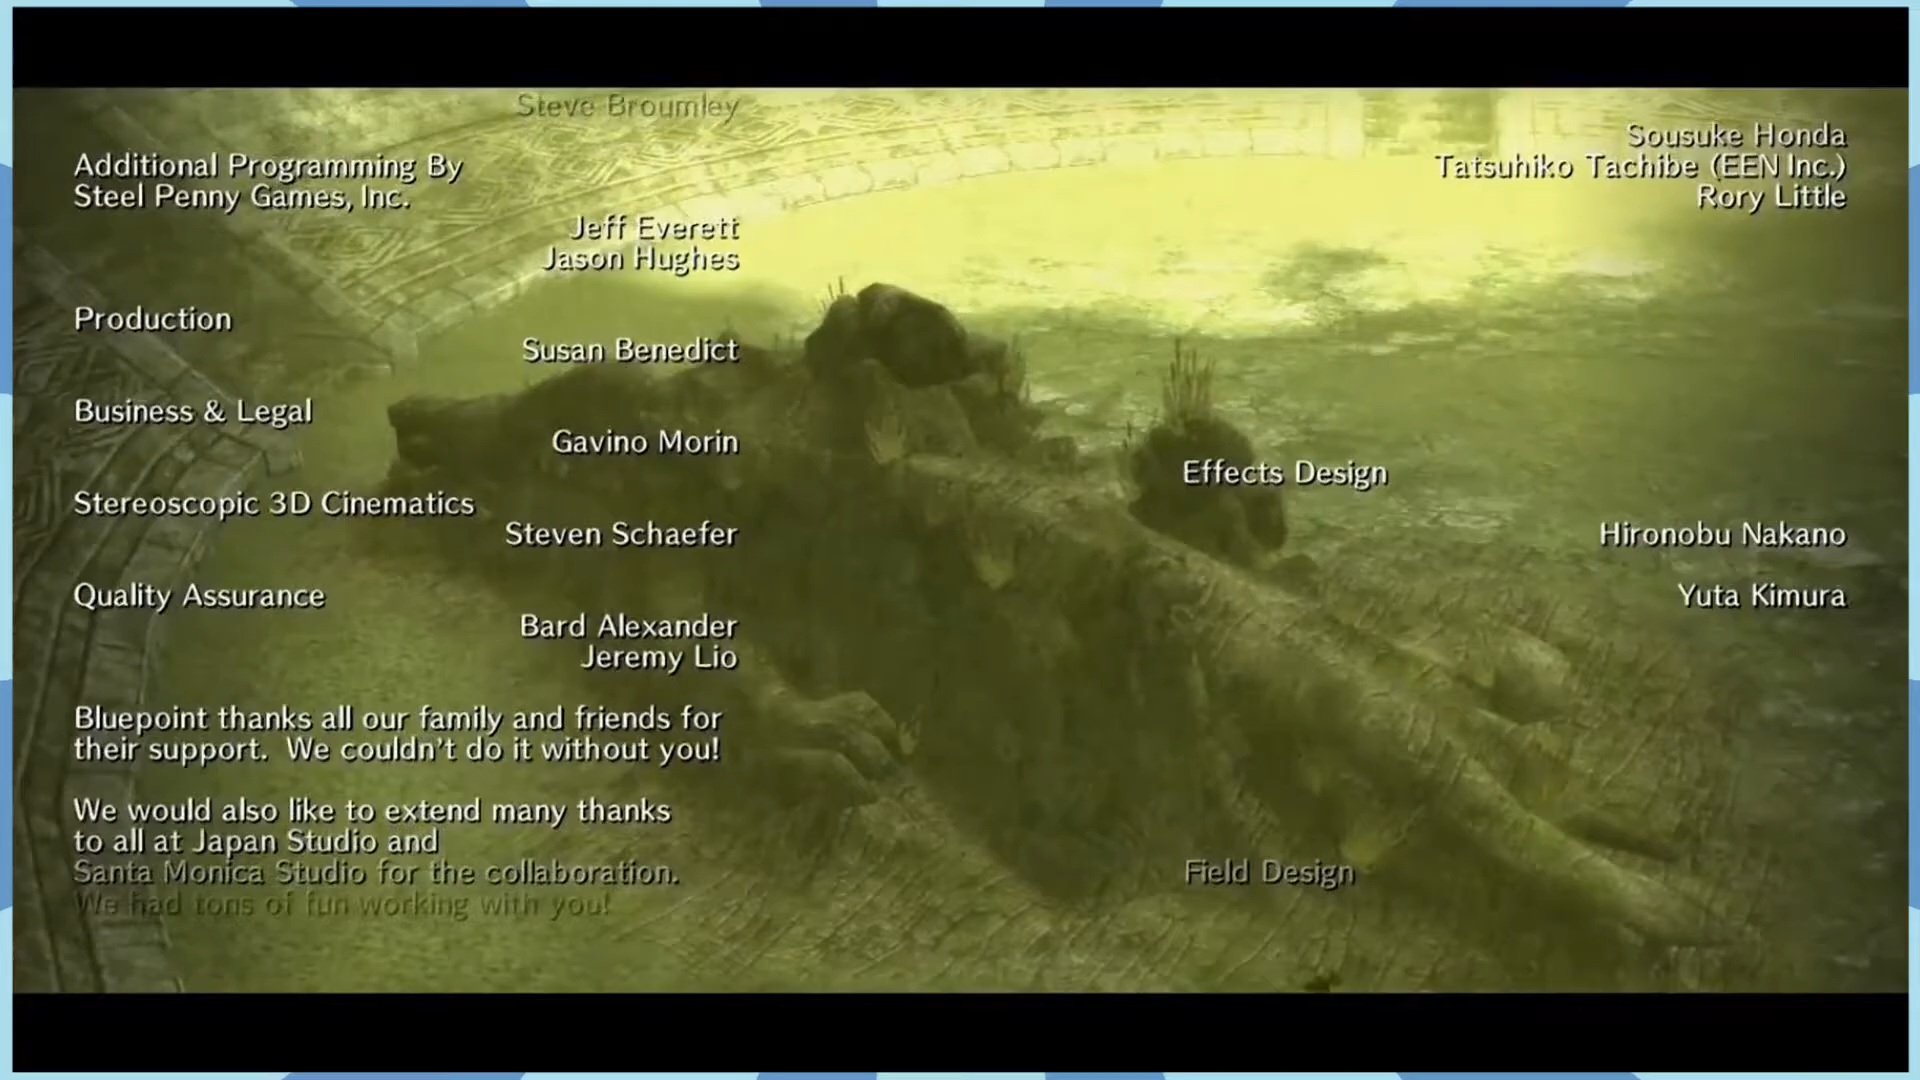 Steve Broumley
Additional Programming By
Steel Penny Games, Inc.
Jeff Everett
Jason Hughes
Production
Susan Benedict
Business & Legal
Gavino Morin
Stereoscopic 3D Cinematics
Steven Schaefer
Quality Assurance
Bard Alexander
Jeremy Lio
Bluepoint thanks all our family and friends for
their support.  We couldn't do it without you!
We would also like to extend many thanks
to all at Japan Studio and
Santa Monica Studio for the collaboration.
We had tons of fun working with you!
Sousuke Honda
Tatsuhiko Tachibe (EEN Inc.)
Rory Little
Effects Design
Hironobu Nakano
Yuta Kimura
Field Design